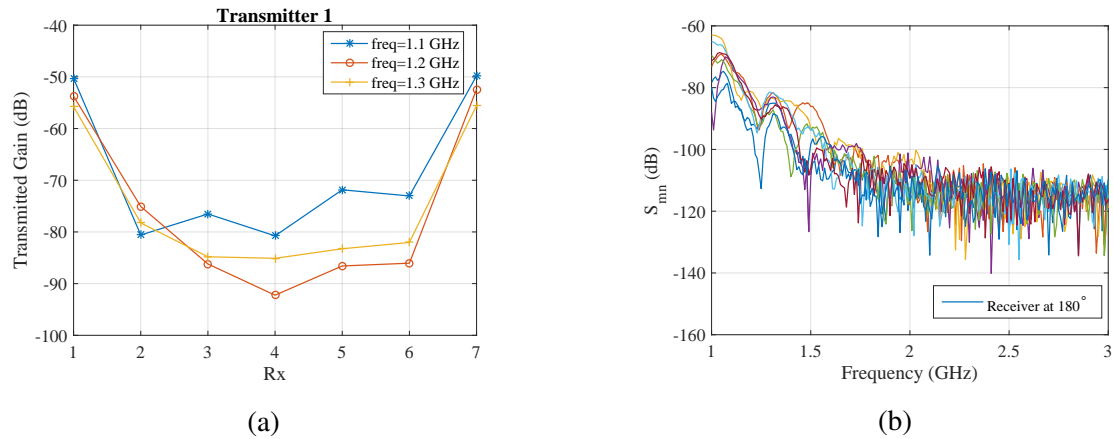 Transmitter 1
-40
-50
-60
-70
-80
-90
-100
Transmitted Gain (dB)
freq=1.1 GHz
freq=1.2 GHz
freq=1.3 GHz
1 2 3 4 5 6 7
Rx
(a)
-60
-80
-100
-120
-140
-160
S_mn (dB)
Receiver at 180°
1 1.5 2 2.5 3
Frequency (GHz)
(b)